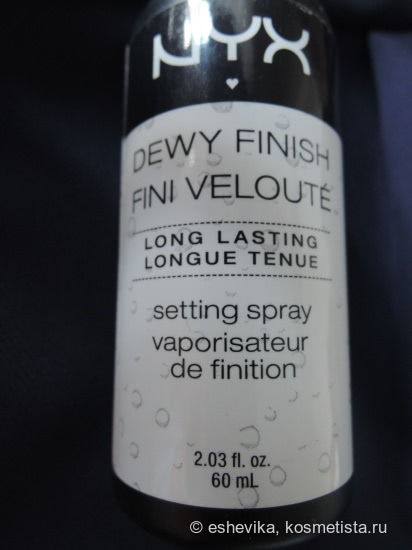 NYX
DEWY FINISH
FINI VELOUTÉ
LONG LASTING
LONGUE TENUE
setting spray
vaporisateur
de finition
2.03 fl. oz.
60 mL
© eshevika, kosmetista.ru